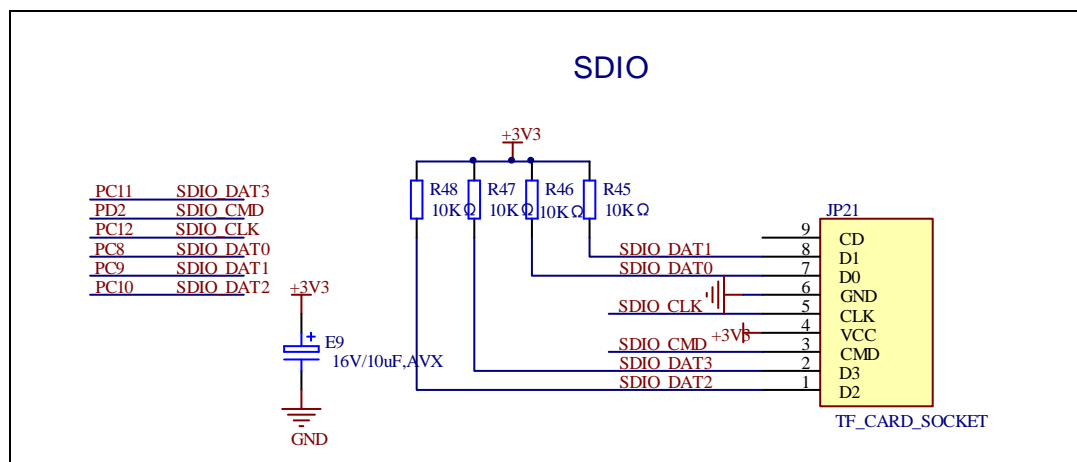 SDIO
+3V3
R48 R47 R46 R45
10KΩ 10KΩ 10KΩ 10KΩ
PC11 SDIO_DAT3
PD2 SDIO_CMD
PC12 SDIO_CLK
PC8 SDIO_DAT0
PC9 SDIO_DAT1
PC10 SDIO_DAT2
+3V3
+
E9
16V/10uF,AVX
GND
JP21
9 CD
SDIO_DAT1 8 D1
SDIO_DAT0 7 D0
6 GND
SDIO_CLK 5 CLK
+3V3 4 VCC
SDIO_CMD 3 CMD
SDIO_DAT3 2 D3
SDIO_DAT2 1 D2
TF_CARD_SOCKET